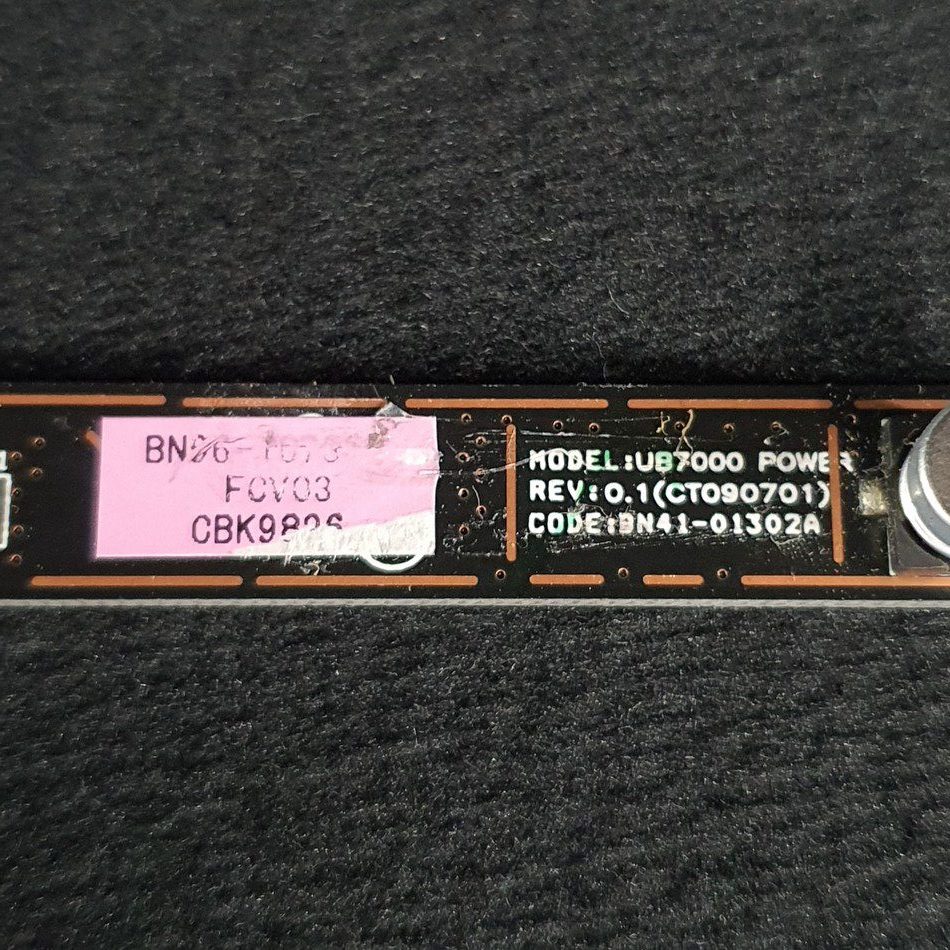 FCV03
MODEL:UB7000 POWER
REV:0.1(CT090701)
CODE:BN41-01302A